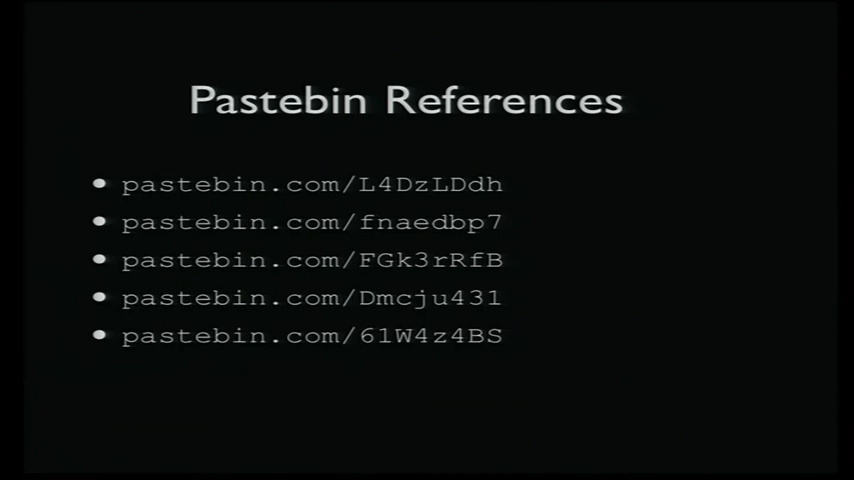 Pastebin References
• pastebin.com/L4DzLDdh
• pastebin.com/fnaedbp7
• pastebin.com/FGk3rRfB
• pastebin.com/Dmcju431
• pastebin.com/61W4z4BS